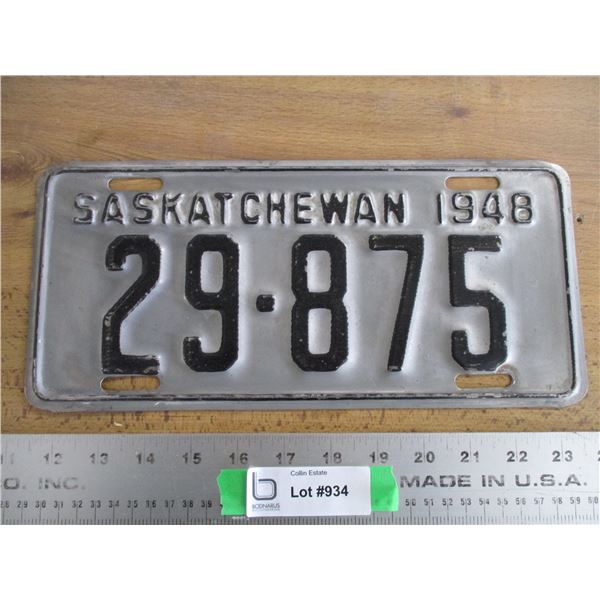 SASKATCHEWAN 1948
29·875
11 12 13 14 15 16 17 18 19 20 21 22 23
CO. INC. MADE IN U.S.A.
Collin Estate
Lot #934
BODNARUS